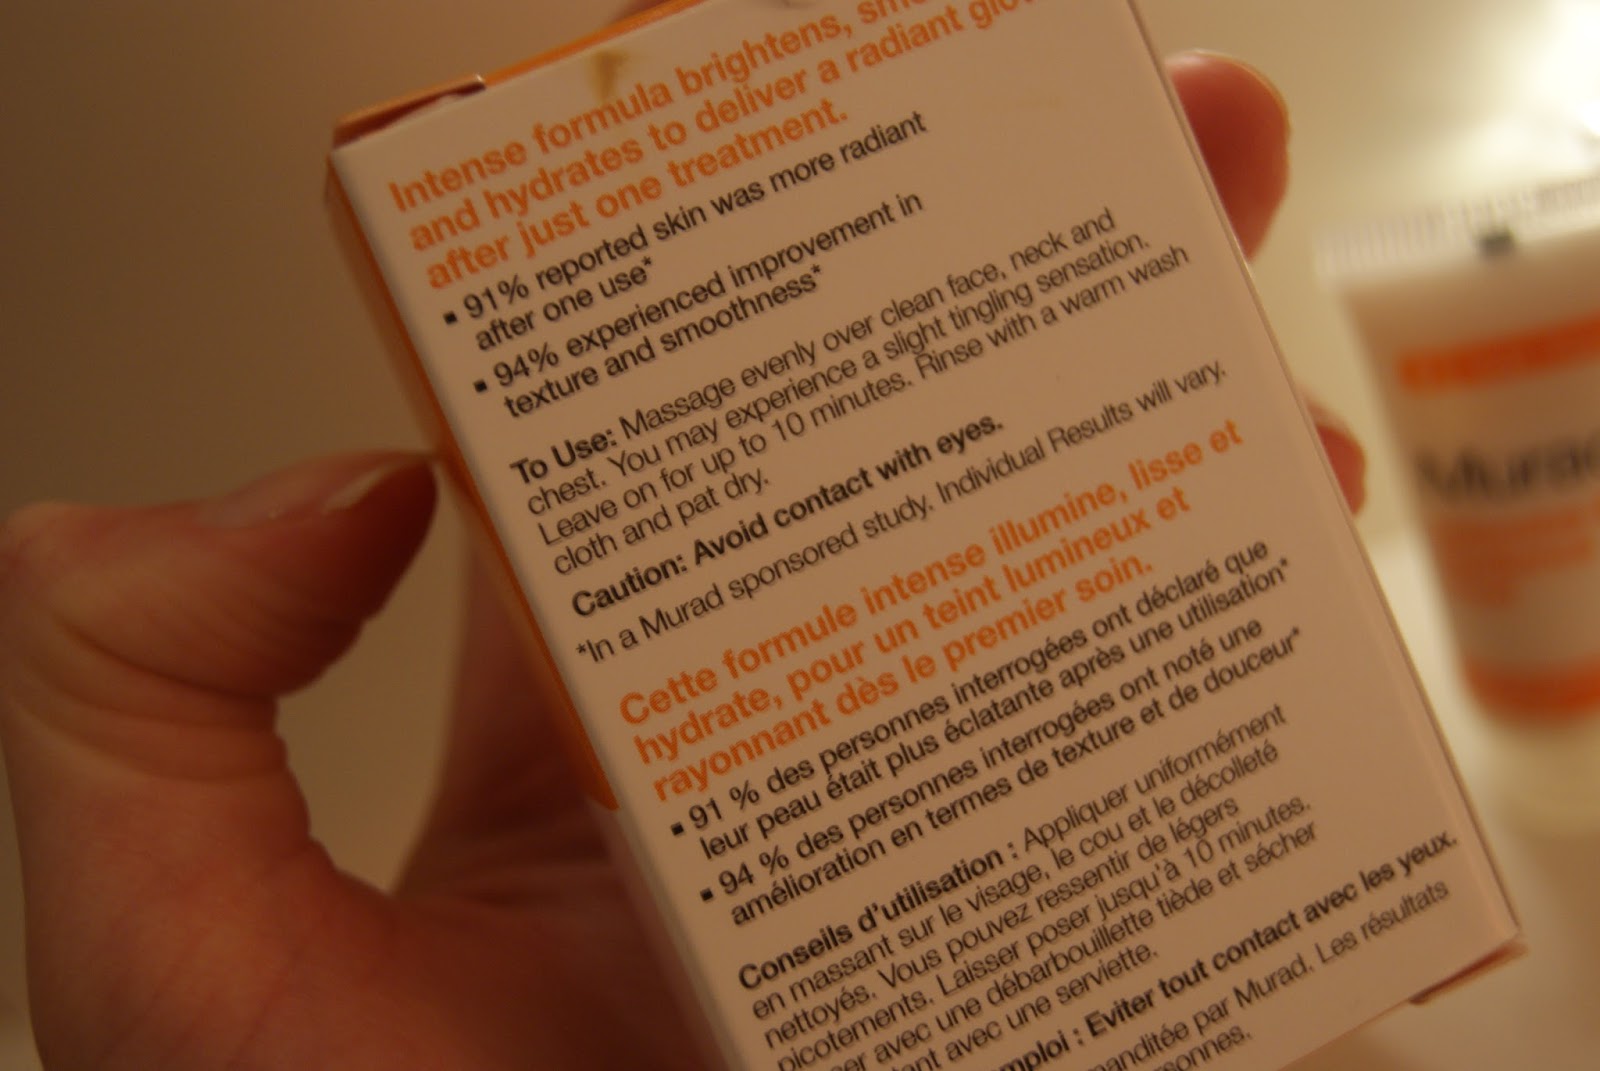 Intense formula brightens,
and hydrates to deliver a radiant
after just one treatment.
▪ 91% reported skin was more radiant
after one use*
▪ 94% experienced improvement in
texture and smoothness*
To Use: Massage evenly over clean face, neck and
chest. You may experience a slight tingling sensation.
Leave on for up to 10 minutes. Rinse with a warm wash
cloth and pat dry.
Caution: Avoid contact with eyes.
*In a Murad sponsored study. Individual Results will vary.
Cette formule intense illumine, lisse et
hydrate, pour un teint lumineux et
rayonnant dès le premier soin.
▪ 91 % des personnes interrogées ont déclaré que
leur peau était plus éclatante après une utilisation*
▪ 94 % des personnes interrogées ont noté une
amélioration en termes de texture et de douceur*
Conseils d'utilisation : Appliquer uniformément
en massant sur le visage, le cou et le décolleté
nettoyés. Vous pouvez ressentir de légers
picotements. Laisser poser jusqu'à 10 minutes.
avec une débarbouillette tiède et sécher
avec une serviette.
: Eviter tout contact avec les yeux.
par Murad. Les résultats
Murad